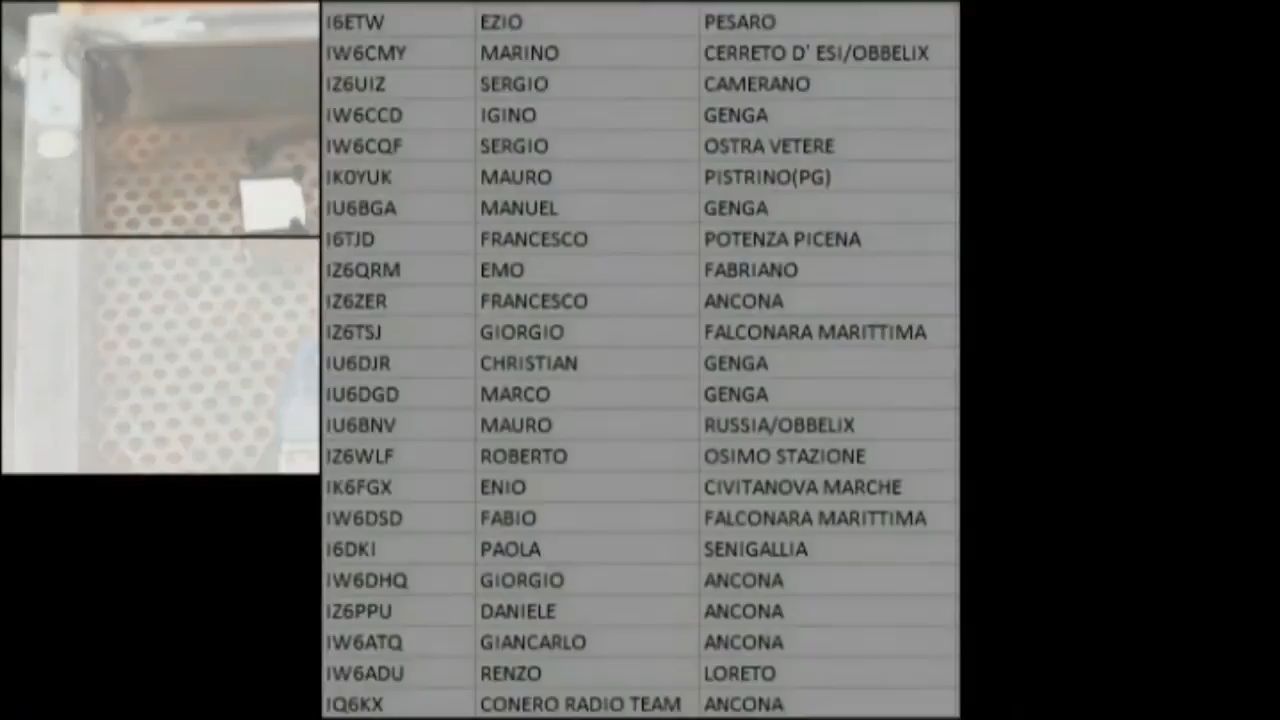 I6ETW EZIO PESARO
IW6CMY MARINO CERRETO D' ESI/OBBELIX
IZ6UIZ SERGIO CAMERANO
IW6CCD IGINO GENGA
IW6CQF SERGIO OSTRA VETERE
IK0YUK MAURO PISTRINO(PG)
IU6BGA MANUEL GENGA
I6TJD FRANCESCO POTENZA PICENA
IZ6QRM EMO FABRIANO
IZ6ZER FRANCESCO ANCONA
IZ6TSJ GIORGIO FALCONARA MARITTIMA
IU6DJR CHRISTIAN GENGA
IU6DGD MARCO GENGA
IU6BNV MAURO RUSSIA/OBBELIX
IZ6WLF ROBERTO OSIMO STAZIONE
IK6FGX ENIO CIVITANOVA MARCHE
IW6DSD FABIO FALCONARA MARITTIMA
I6DKI PAOLA SENIGALLIA
IW6DHQ GIORGIO ANCONA
IZ6PPU DANIELE ANCONA
IW6ATQ GIANCARLO ANCONA
IW6ADU RENZO LORETO
IQ6KX CONERO RADIO TEAM ANCONA